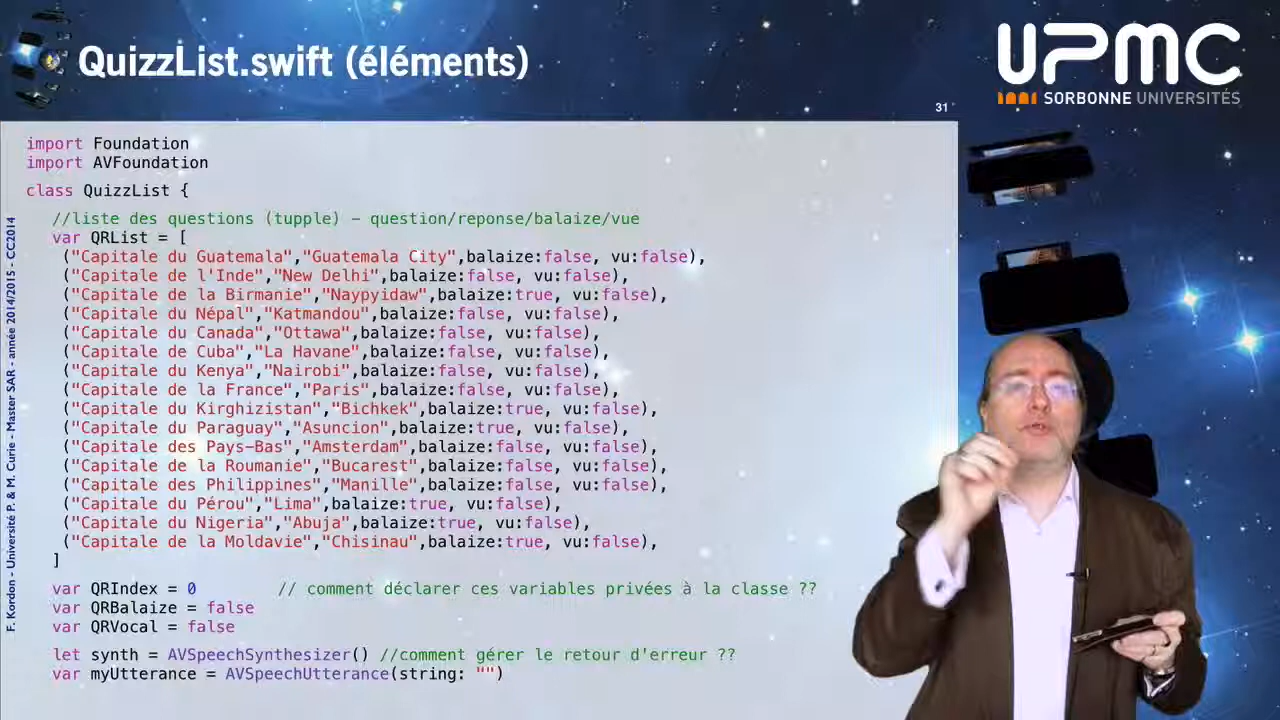 QuizzList.swift (éléments)
UPMC
SORBONNE UNIVERSITÉS
31
import Foundation
import AVFoundation
class QuizzList {
//liste des questions (tupple) - question/reponse/balaize/vue
var QRList = [
("Capitale du Guatemala","Guatemala City",balaize:false, vu:false),
("Capitale de l'Inde","New Delhi",balaize:false, vu:false),
("Capitale de la Birmanie","Naypyidaw",balaize:true, vu:false),
("Capitale du Népal","Katmandou",balaize:false, vu:false),
("Capitale du Canada","Ottawa",balaize:false, vu:false),
("Capitale de Cuba","La Havane",balaize:false, vu:false),
("Capitale du Kenya","Nairobi",balaize:false, vu:false),
("Capitale de la France","Paris",balaize:false, vu:false),
("Capitale du Kirghizistan","Bichkek",balaize:true, vu:false),
("Capitale du Paraguay","Asuncion",balaize:true, vu:false),
("Capitale des Pays-Bas","Amsterdam",balaize:false, vu:false),
("Capitale de la Roumanie","Bucarest",balaize:false, vu:false),
("Capitale des Philippines","Manille",balaize:false, vu:false),
("Capitale du Pérou","Lima",balaize:true, vu:false),
("Capitale du Nigeria","Abuja",balaize:true, vu:false),
("Capitale de la Moldavie","Chisinau",balaize:true, vu:false),
]
var QRIndex = 0 // comment déclarer ces variables privées à la classe ??
var QRBalaize = false
var QRVocal = false
let synth = AVSpeechSynthesizer() //comment gérer le retour d'erreur ??
var myUtterance = AVSpeechUtterance(string: "")
F. Kordon - Université P. & M. Curie - Master SAR - année 2014/2015 - CC2014